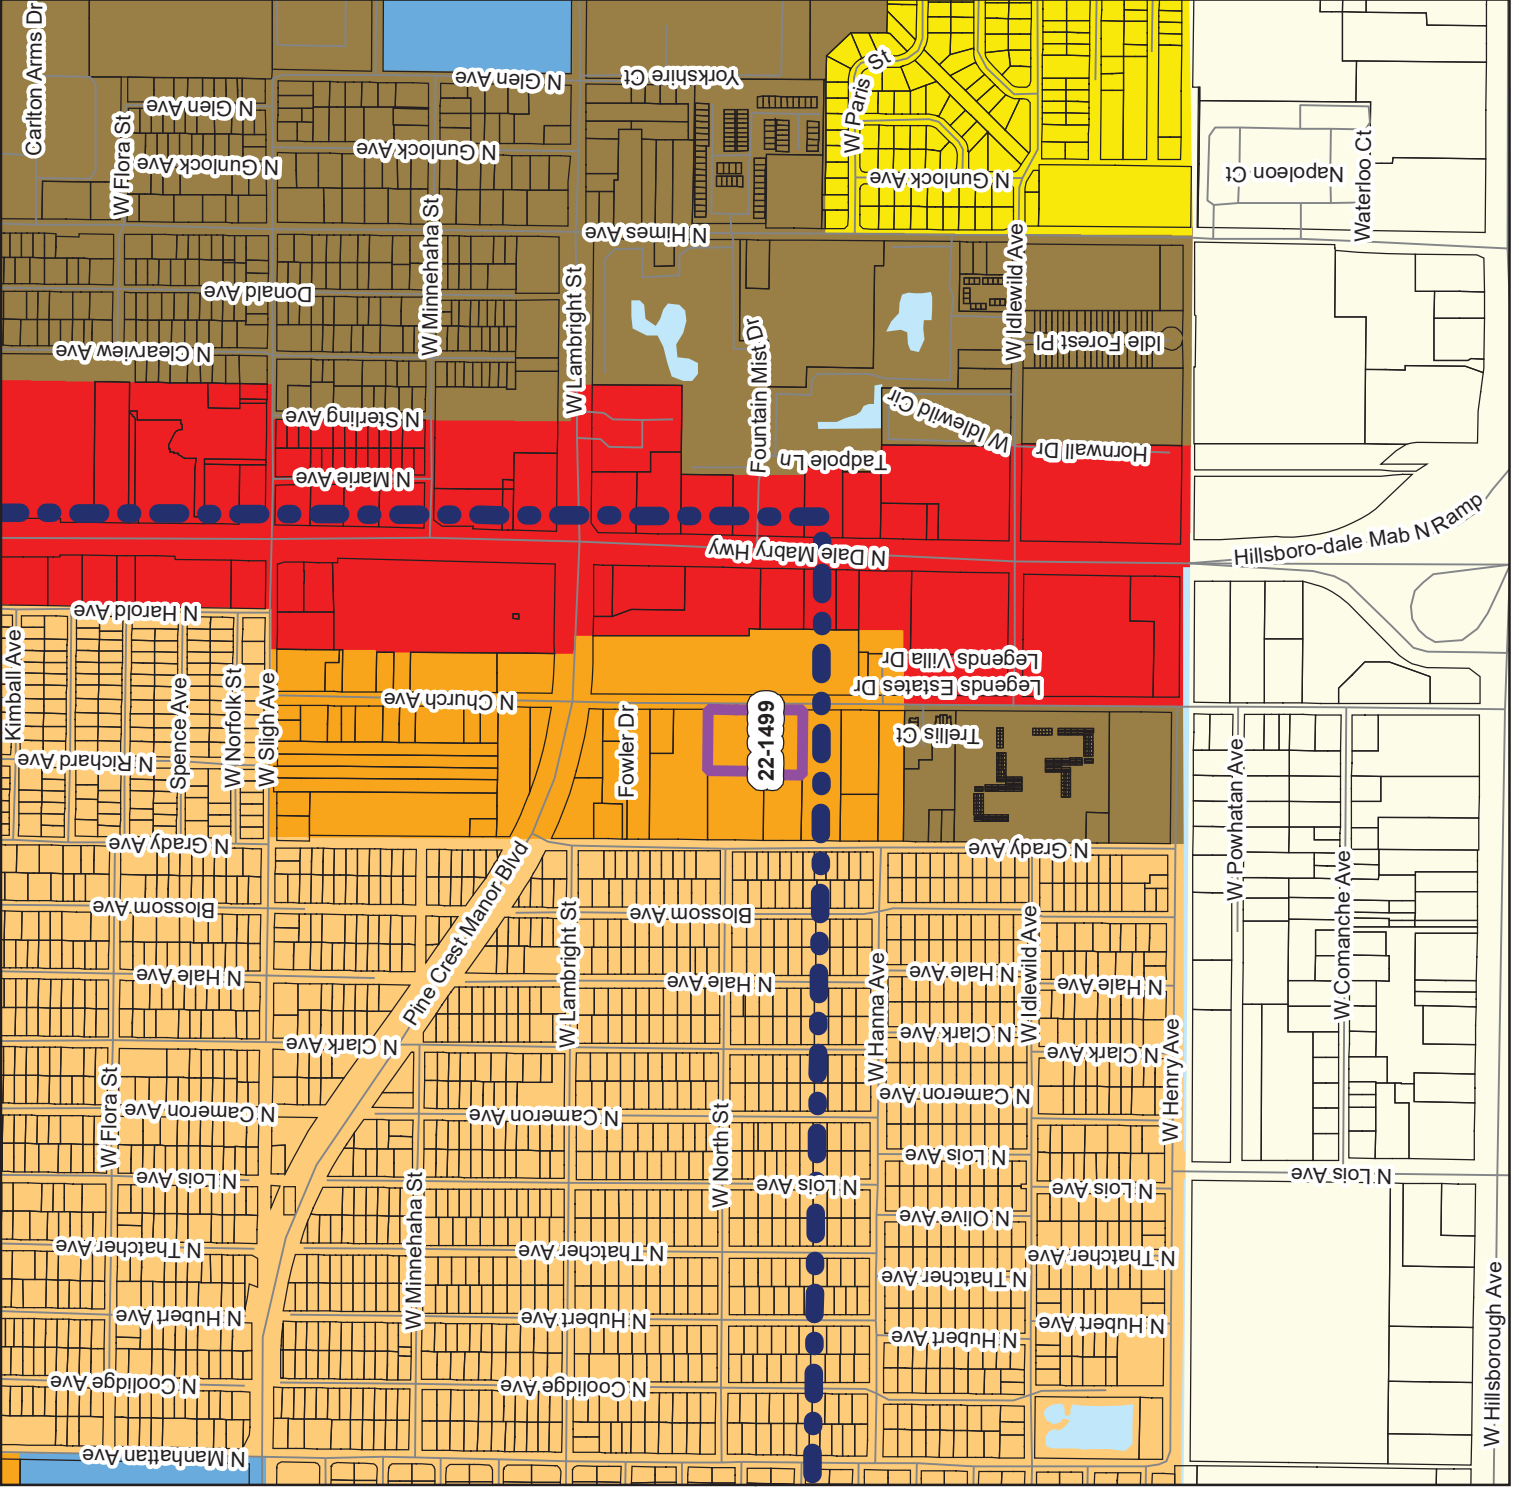 Carlton Arms Dr
N Glen Ave
Yorkshire Ct
W Paris St
N Glen Ave
W Flora St
N Gunlock Ave
N Gunlock Ave
N Gunlock Ave
Napoleon Ct
Waterloo Ct
W Minnehaha St
N Himes Ave
W Idlewild Ave
Donald Ave
W Lambright St
N Clearview Ave
Fountain Mist Dr
Idle Forest Pl
N Sterling Ave
W Idlewild Cir
Hornwall Dr
Tadpole Ln
N Marie Ave
N Dale Mabry Hwy
Hillsboro-dale Mab N Ramp
N Harold Ave
Kimball Ave
Legends Villa Dr
Legends Estates Dr
N Church Ave
Spence Ave
W Norfolk St
W Sligh Ave
Fowler Dr
22-1499
Trellis Ct
N Richard Ave
W Powhatan Ave
N Grady Ave
N Grady Ave
Pine Crest Manor Blvd
W Comanche Ave
Blossom Ave
Blossom Ave
W Lambright St
W Idlewild Ave
N Hale Ave
N Hale Ave
N Hale Ave
N Hale Ave
W Hanna Ave
N Clark Ave
N Clark Ave
N Clark Ave
W Henry Ave
W Flora St
N Cameron Ave
N Cameron Ave
N Cameron Ave
W North St
N Lois Ave
N Lois Ave
N Lois Ave
N Lois Ave
N Lois Ave
W Minnehaha St
N Olive Ave
N Thatcher Ave
N Thatcher Ave
N Thatcher Ave
N Thatcher Ave
N Hubert Ave
N Hubert Ave
N Hubert Ave
N Hubert Ave
W Hillsborough Ave
N Coolidge Ave
N Coolidge Ave
N Manhattan Ave